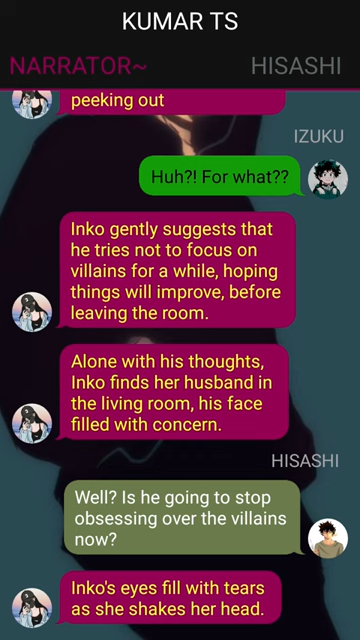 KUMAR TS
NARRATOR~ HISASHI
peeking out
IZUKU
Huh?! For what??
Inko gently suggests that
he tries not to focus on
villains for a while, hoping
things will improve, before
leaving the room.
Alone with his thoughts,
Inko finds her husband in
the living room, his face
filled with concern.
HISASHI
Well? Is he going to stop
obsessing over the villains
now?
Inko's eyes fill with tears
as she shakes her head.